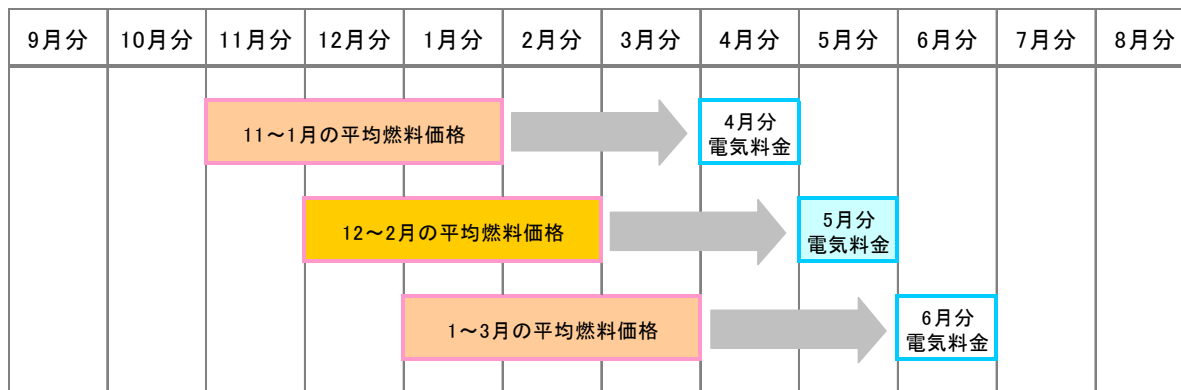 9月分 10月分 11月分 12月分 1月分 2月分 3月分 4月分 5月分 6月分 7月分 8月分
11～1月の平均燃料価格
4月分
電気料金
12～2月の平均燃料価格
5月分
電気料金
1～3月の平均燃料価格
6月分
電気料金